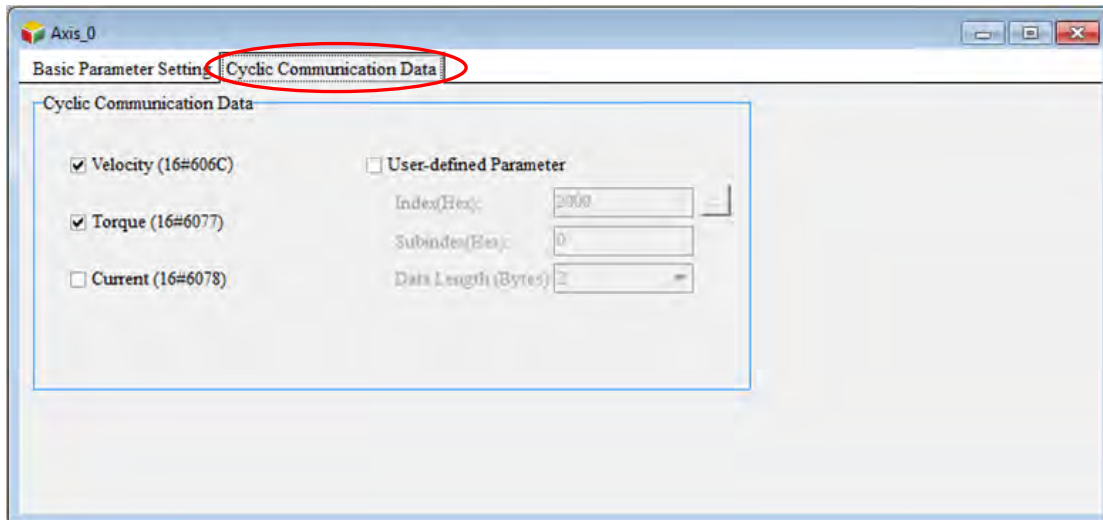 Axis_0
Basic Parameter Setting Cyclic Communication Data
Cyclic Communication Data
Velocity (16#606C) User-defined Parameter
Index(Hex): 2000 ...
Torque (16#6077)
Subindex(Hex): 0
Current (16#6078) Data Length (Bytes) 2